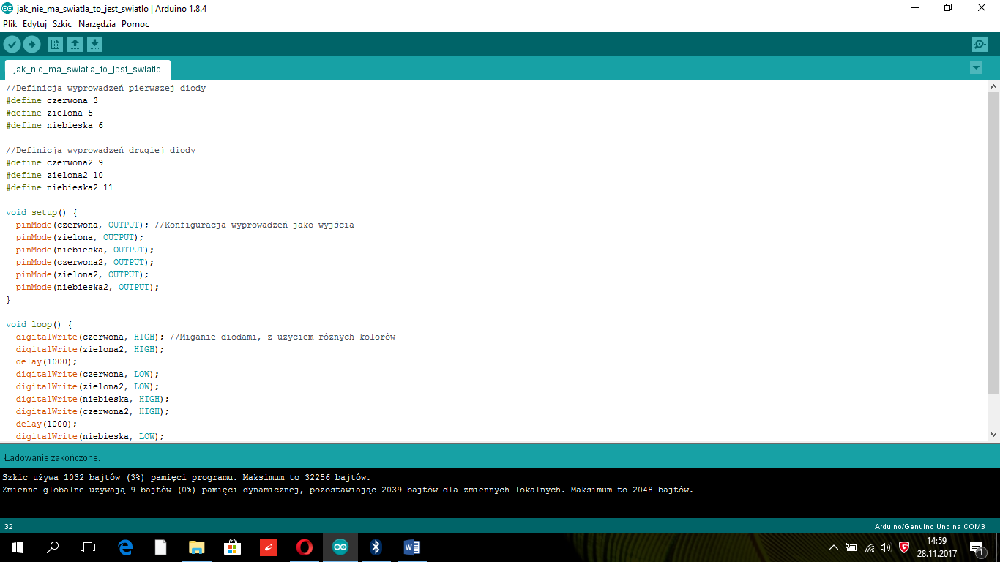 jak_nie_ma_swiatla_to_jest_swiatlo | Arduino 1.8.4
Plik Edytuj Szkic Narzędzia Pomoc
jak_nie_ma_swiatla_to_jest_swiatlo
//Definicja wyprowadzeń pierwszej diody
#define czerwona 3
#define zielona 5
#define niebieska 6
//Definicja wyprowadzeń drugiej diody
#define czerwona2 9
#define zielona2 10
#define niebieska2 11
void setup() {
pinMode(czerwona, OUTPUT); //Konfiguracja wyprowadzeń jako wyjścia
pinMode(zielona, OUTPUT);
pinMode(niebieska, OUTPUT);
pinMode(czerwona2, OUTPUT);
pinMode(zielona2, OUTPUT);
pinMode(niebieska2, OUTPUT);
}
void loop() {
digitalWrite(czerwona, HIGH); //Miganie diodami, z użyciem różnych kolorów
digitalWrite(zielona2, HIGH);
delay(1000);
digitalWrite(czerwona, LOW);
digitalWrite(zielona2, LOW);
digitalWrite(niebieska, HIGH);
digitalWrite(czerwona2, HIGH);
delay(1000);
digitalWrite(niebieska, LOW);
Ładowanie zakończone.
Szkic używa 1032 bajtów (3%) pamięci programu. Maksimum to 32256 bajtów.
Zmienne globalne używają 9 bajtów (0%) pamięci dynamicznej, pozostawiając 2039 bajtów dla zmiennych lokalnych. Maksimum to 2048 bajtów.
32
Arduino/Genuino Uno na COM3
14:59
28.11.2017
1